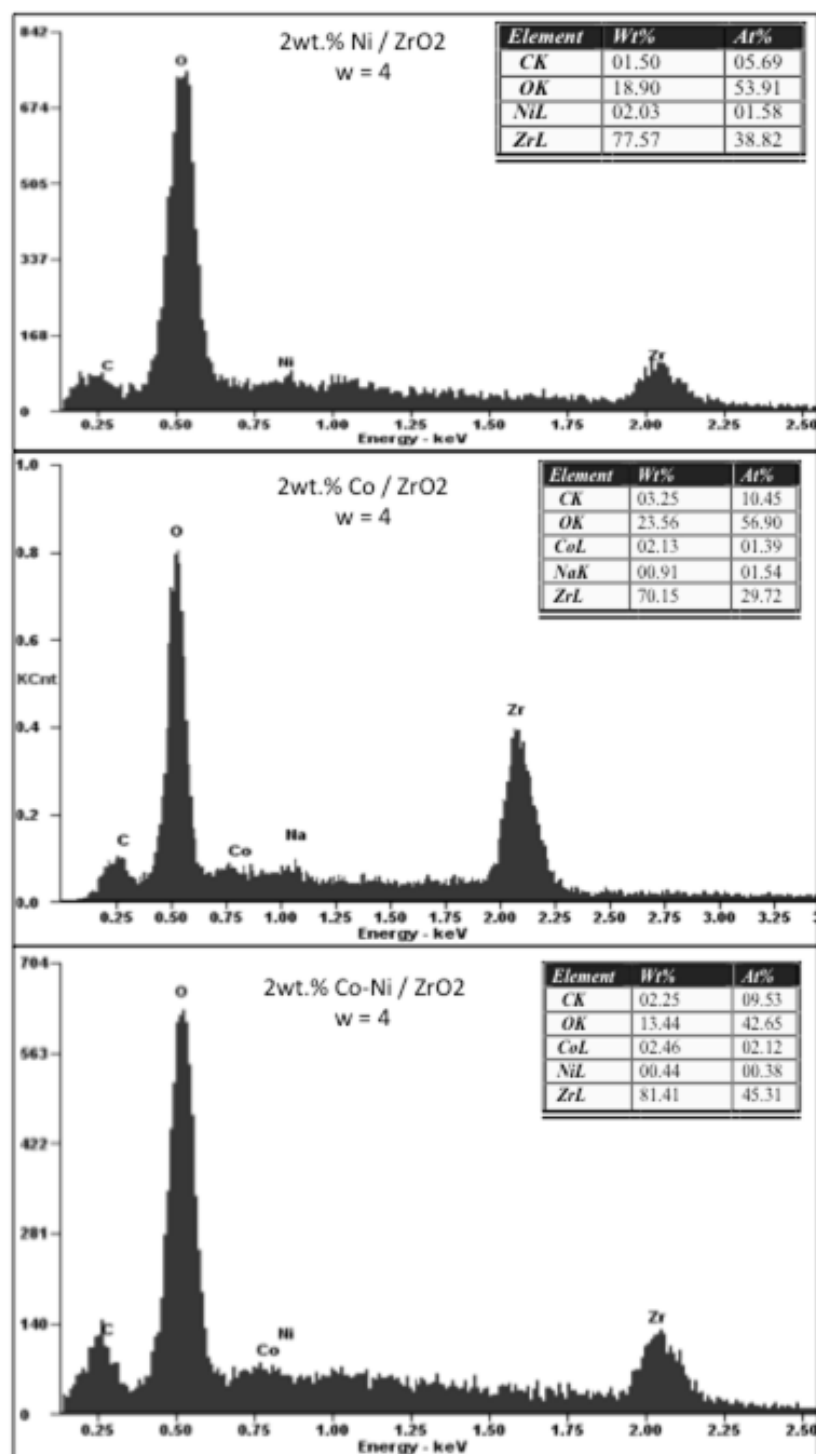 2wt.% Ni / ZrO2
w = 4
Element Wt% At%
CK 01.50 05.69
OK 18.90 53.91
NiL 02.03 01.58
ZrL 77.57 38.82
842
674
505
337
168
0
O
C
Ni
Zr
0.25 0.50 0.75 1.00 1.25 1.50 1.75 2.00 2.25 2.50
Energy - keV
2wt.% Co / ZrO2
w = 4
Element Wt% At%
CK 03.25 10.45
OK 23.56 56.90
CoL 02.13 01.39
NaK 00.91 01.54
ZrL 70.15 29.72
1.0
0.8
0.6
KCnt
0.4
0.2
0.0
O
C
Co
Na
Zr
0.25 0.50 0.75 1.00 1.25 1.50 1.75 2.00 2.25 2.50 2.75 3.00 3.25
Energy - keV
2wt.% Co-Ni / ZrO2
w = 4
Element Wt% At%
CK 02.25 09.53
OK 13.44 42.65
CoL 02.46 02.12
NiL 00.44 00.38
ZrL 81.41 45.31
704
563
422
281
140
0
O
C
Co
Ni
Zr
0.25 0.50 0.75 1.00 1.25 1.50 1.75 2.00 2.25 2.50
Energy - keV